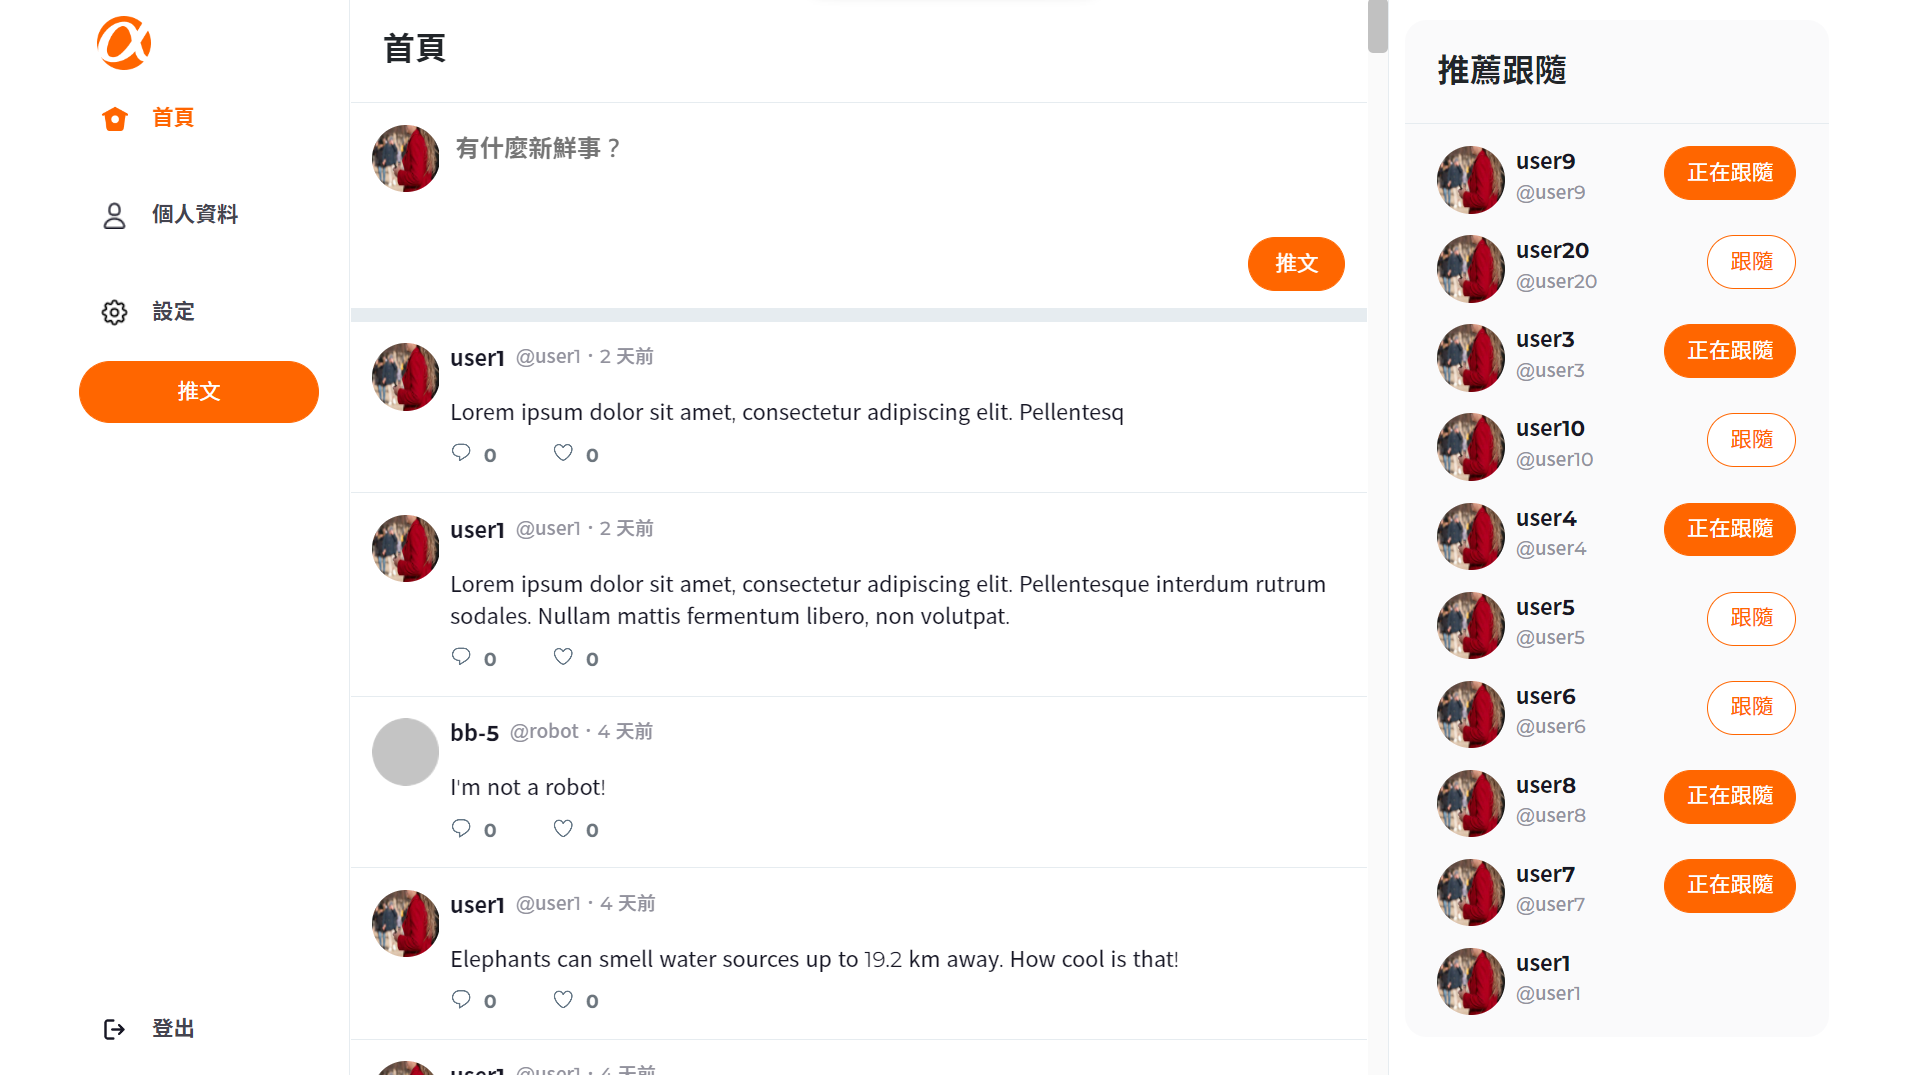 首頁
個人資料
設定
推文
登出
首頁
有什麼新鮮事？
推文
user1 @user1・2 天前
Lorem ipsum dolor sit amet, consectetur adipiscing elit. Pellentesq
0 0
user1 @user1・2 天前
Lorem ipsum dolor sit amet, consectetur adipiscing elit. Pellentesque interdum rutrum
sodales. Nullam mattis fermentum libero, non volutpat.
0 0
bb-5 @robot・4 天前
I'm not a robot!
0 0
user1 @user1・4 天前
Elephants can smell water sources up to 19.2 km away. How cool is that!
0 0
user1 @user1・4 天前
推薦跟隨
user9
@user9
正在跟隨
user20
@user20
跟隨
user3
@user3
正在跟隨
user10
@user10
跟隨
user4
@user4
正在跟隨
user5
@user5
跟隨
user6
@user6
跟隨
user8
@user8
正在跟隨
user7
@user7
正在跟隨
user1
@user1